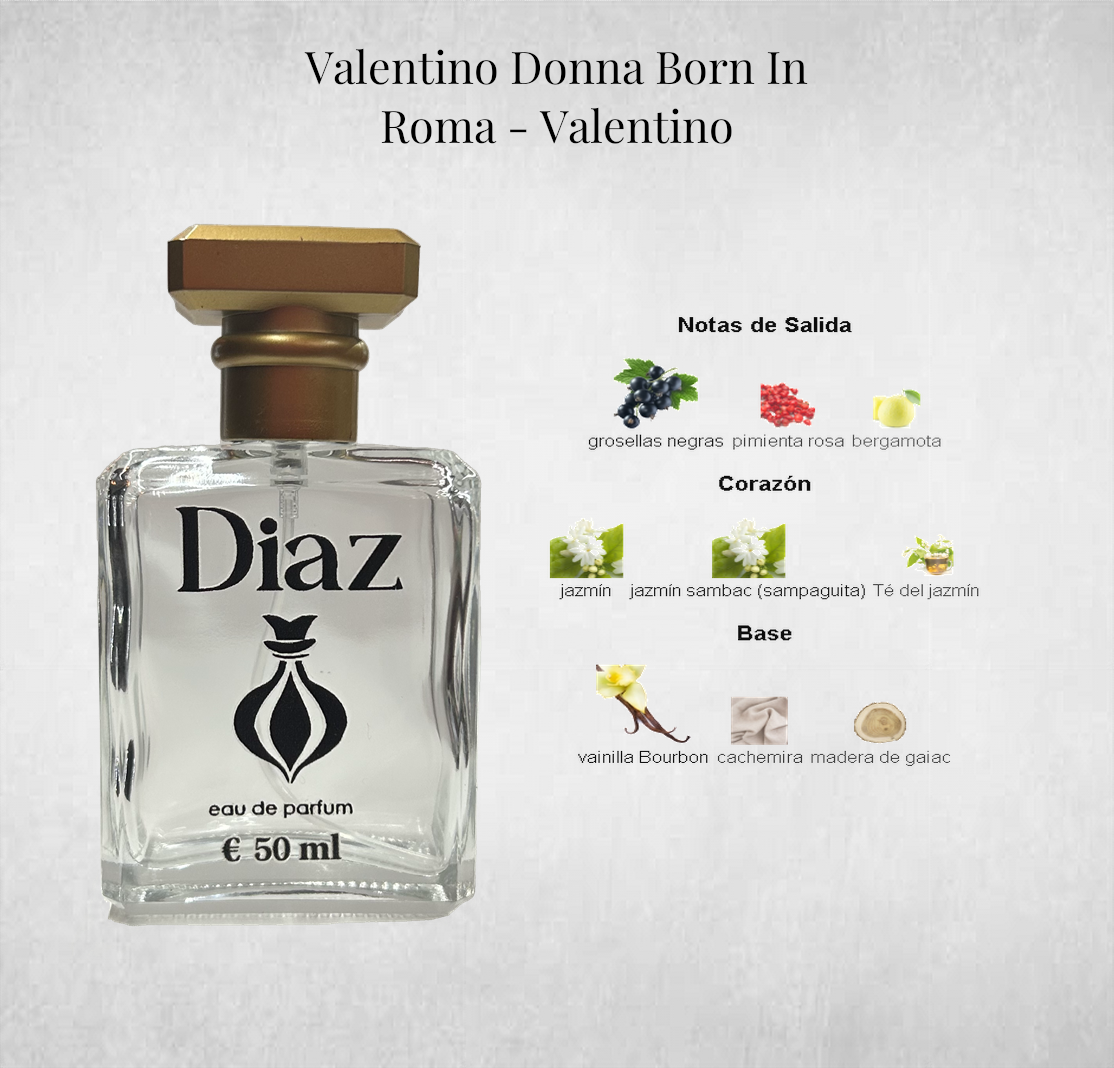 Valentino Donna Born In
Roma - Valentino
Diaz
eau de parfum
€ 50 ml
Notas de Salida
grosellas negras pimienta rosa bergamota
Corazón
jazmín jazmín sambac (sampaguita) Té del jazmín
Base
vainilla Bourbon cachemira madera de gaiac